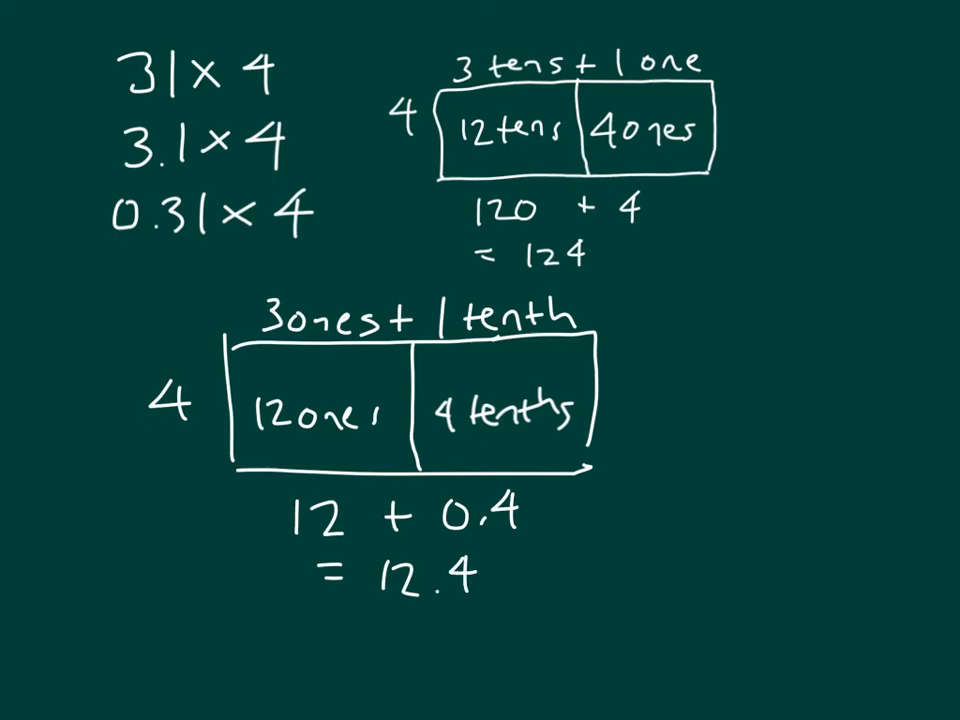 31 × 4
3.1 × 4
0.31 × 4
3 tens + 1 one
4 12 tens 4 ones
120 + 4
= 124
3 ones + 1 tenth
4 12 ones 4 tenths
12 + 0.4
= 12.4